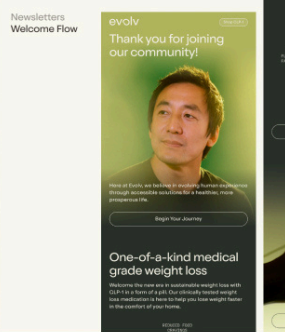 Newsletters
Welcome Flow
evolv
Thank you for joining
our community!
Here at Evolv, we believe in evolving human experience
through accessible solutions for a healthier, more
prosperous life.
Begin Your Journey
One-of-a-kind medical
grade weight loss
Welcome the new era in sustainable weight loss with
GLP-1 in a form of a pill. Our clinically tested weight
loss medication is here to help you lose weight faster
in the comfort of your home.